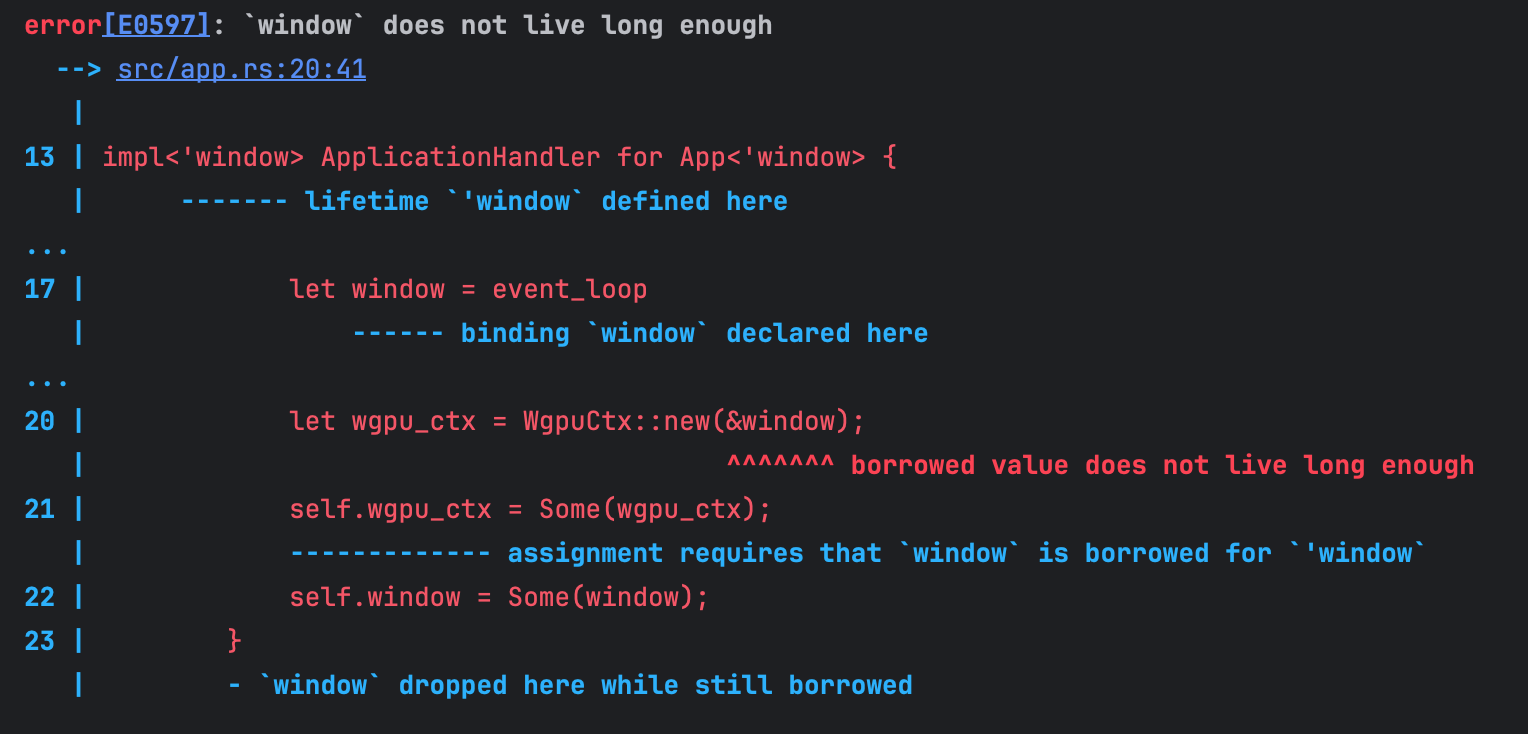 error[E0597]: `window` does not live long enough
  --> src/app.rs:20:41
   |
13 | impl<'window> ApplicationHandler for App<'window> {
   |      ------- lifetime `'window` defined here
...
17 |             let window = event_loop
   |                 ------ binding `window` declared here
...
20 |             let wgpu_ctx = WgpuCtx::new(&window);
   |                                         ^^^^^^^ borrowed value does not live long enough
21 |             self.wgpu_ctx = Some(wgpu_ctx);
   |             ------------- assignment requires that `window` is borrowed for `'window`
22 |             self.window = Some(window);
23 |         }
   |         - `window` dropped here while still borrowed